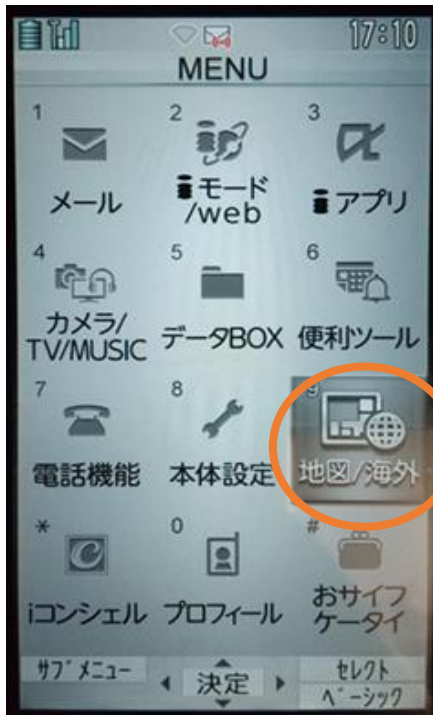 17:10
MENU
1
2
3
メール
iモード
/web
iアプリ
4
5
6
カメラ/
TV/MUSIC
データBOX
便利ツール
7
8
9
電話機能
本体設定
地図/海外
*
0
#
iコンシェル
プロフィール
おサイフ
ケータイ
サブメニュー
決定
セレクト
ベーシック